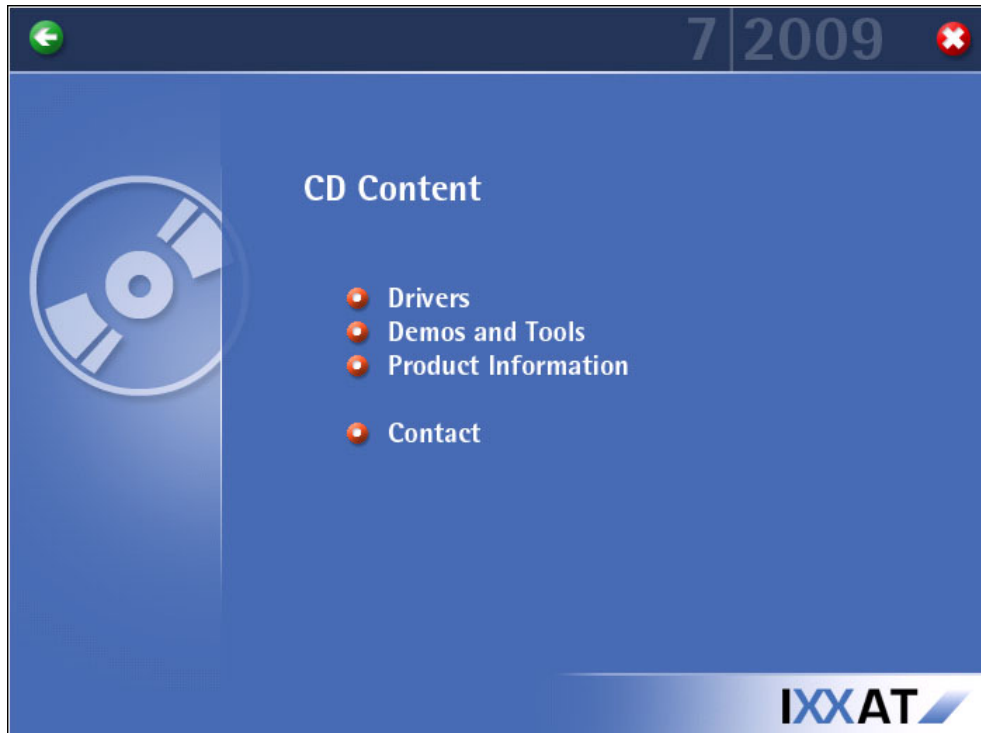 7 | 2009
CD Content
Drivers
Demos and Tools
Product Information
Contact
IXXAT